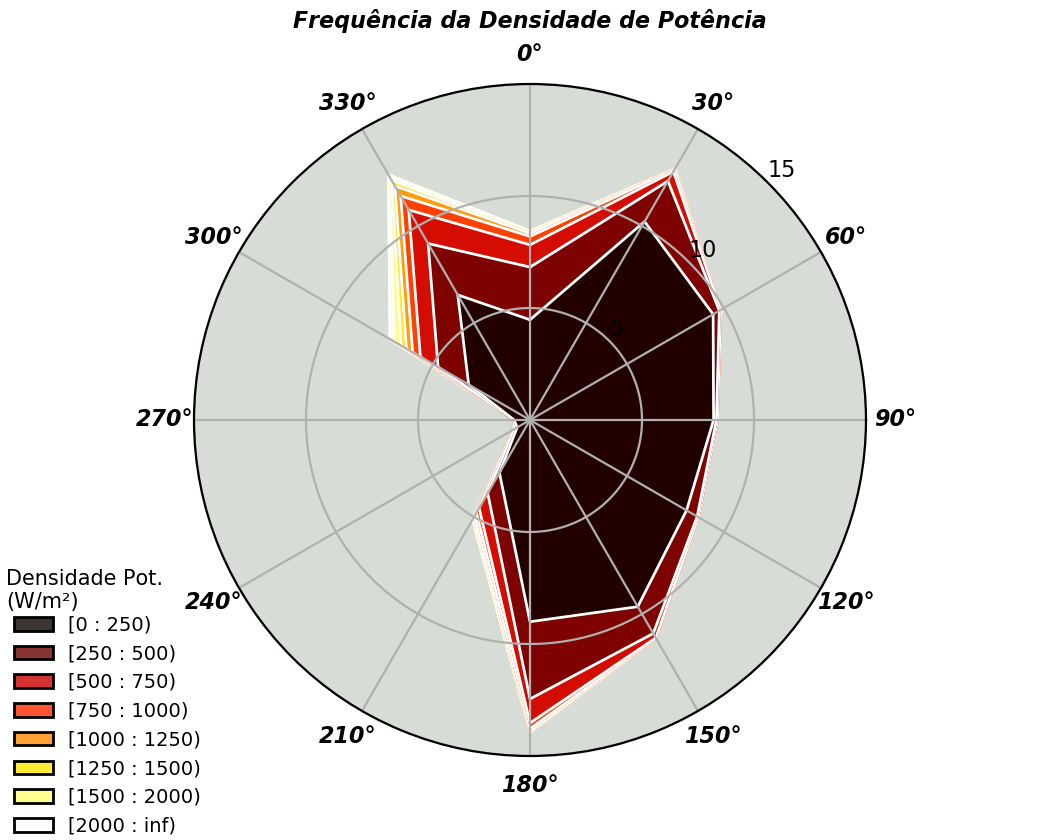 Frequência da Densidade de Potência
0°
330°
30°
15
300°
60°
10
5
270°
90°
240°
120°
210°
150°
180°
Densidade Pot.
(W/m²)
[0 : 250)
[250 : 500)
[500 : 750)
[750 : 1000)
[1000 : 1250)
[1250 : 1500)
[1500 : 2000)
[2000 : inf)